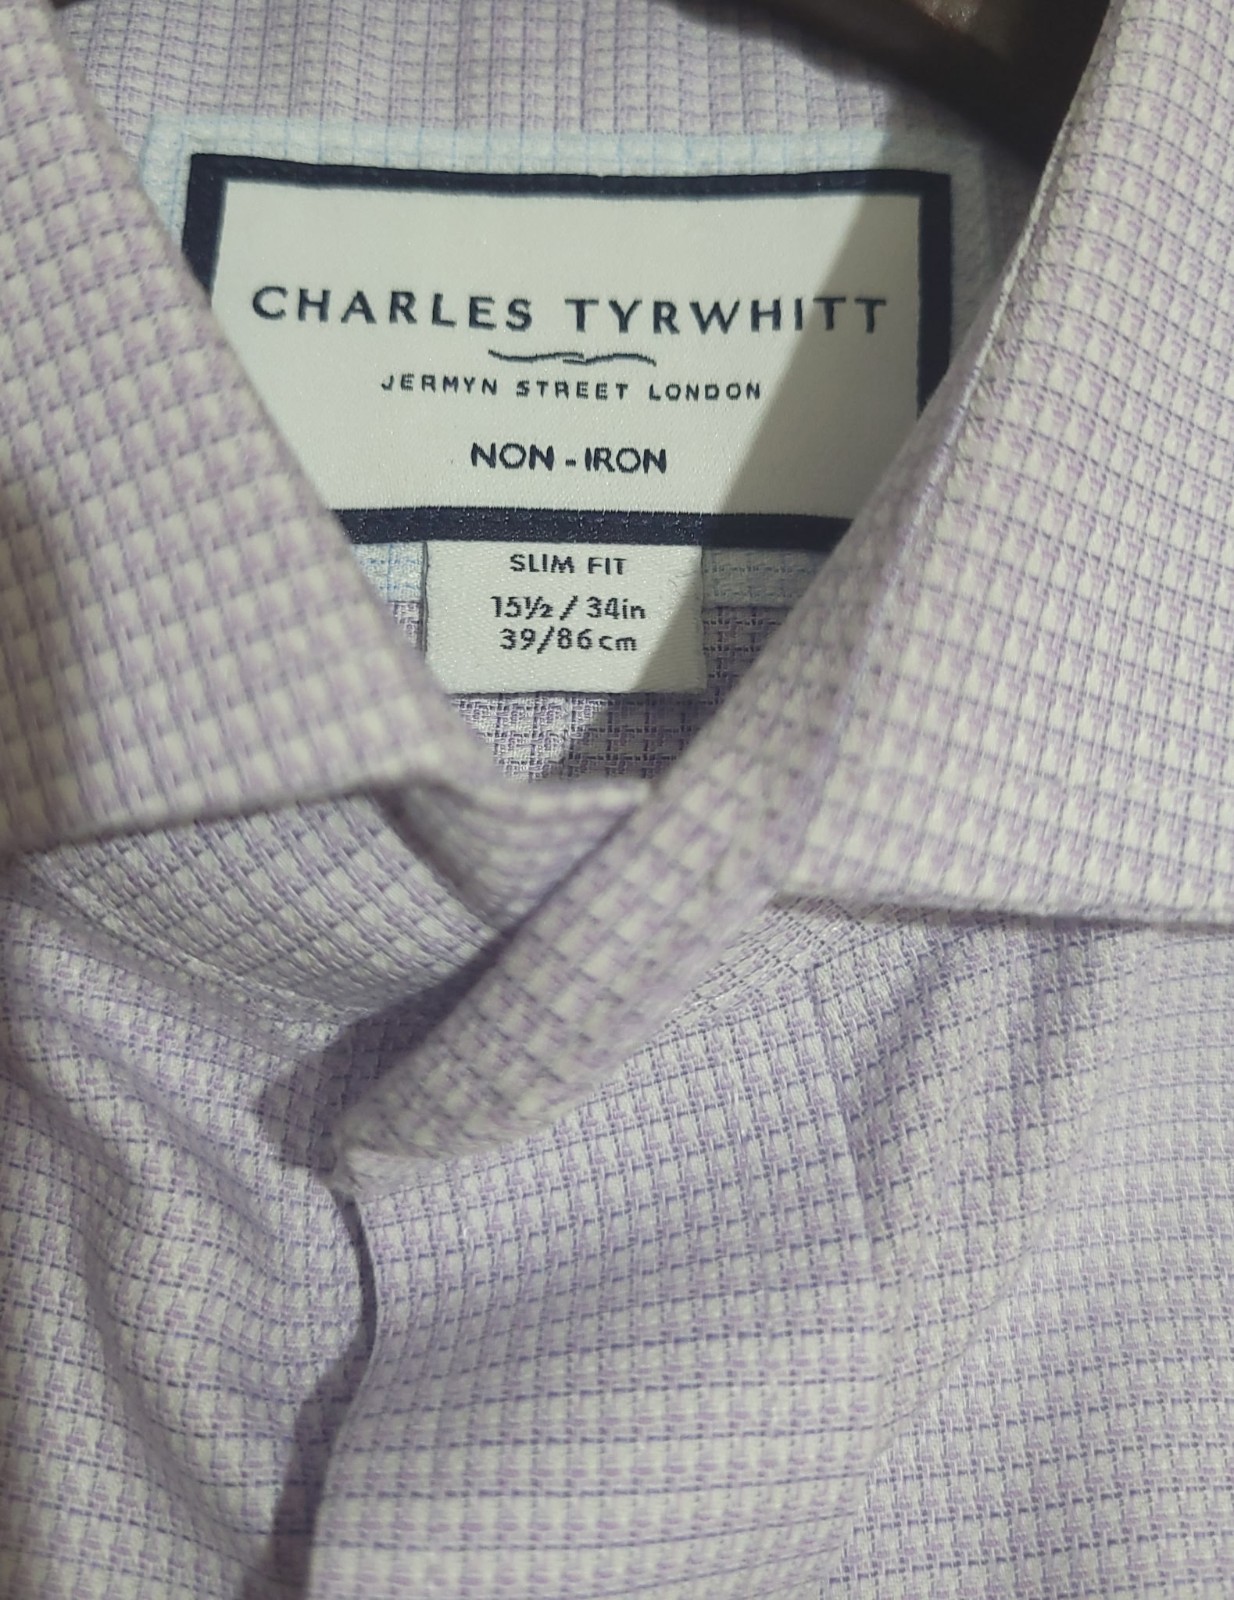 CHARLES TYRWHITT
JERMYN STREET LONDON
NON-IRON
SLIM FIT
15½ / 34in
39/86cm